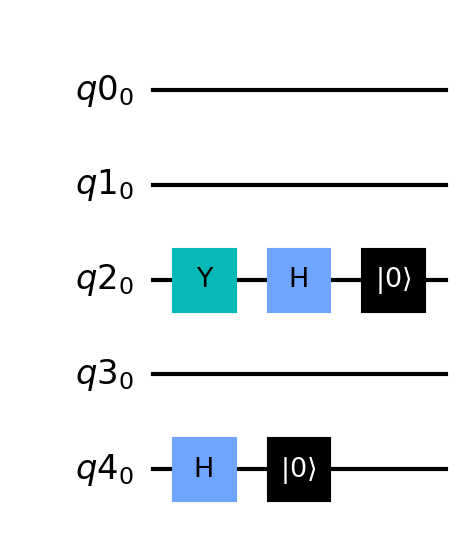 q0₀
q1₀
q2₀ Y H |0⟩
q3₀
q4₀ H |0⟩